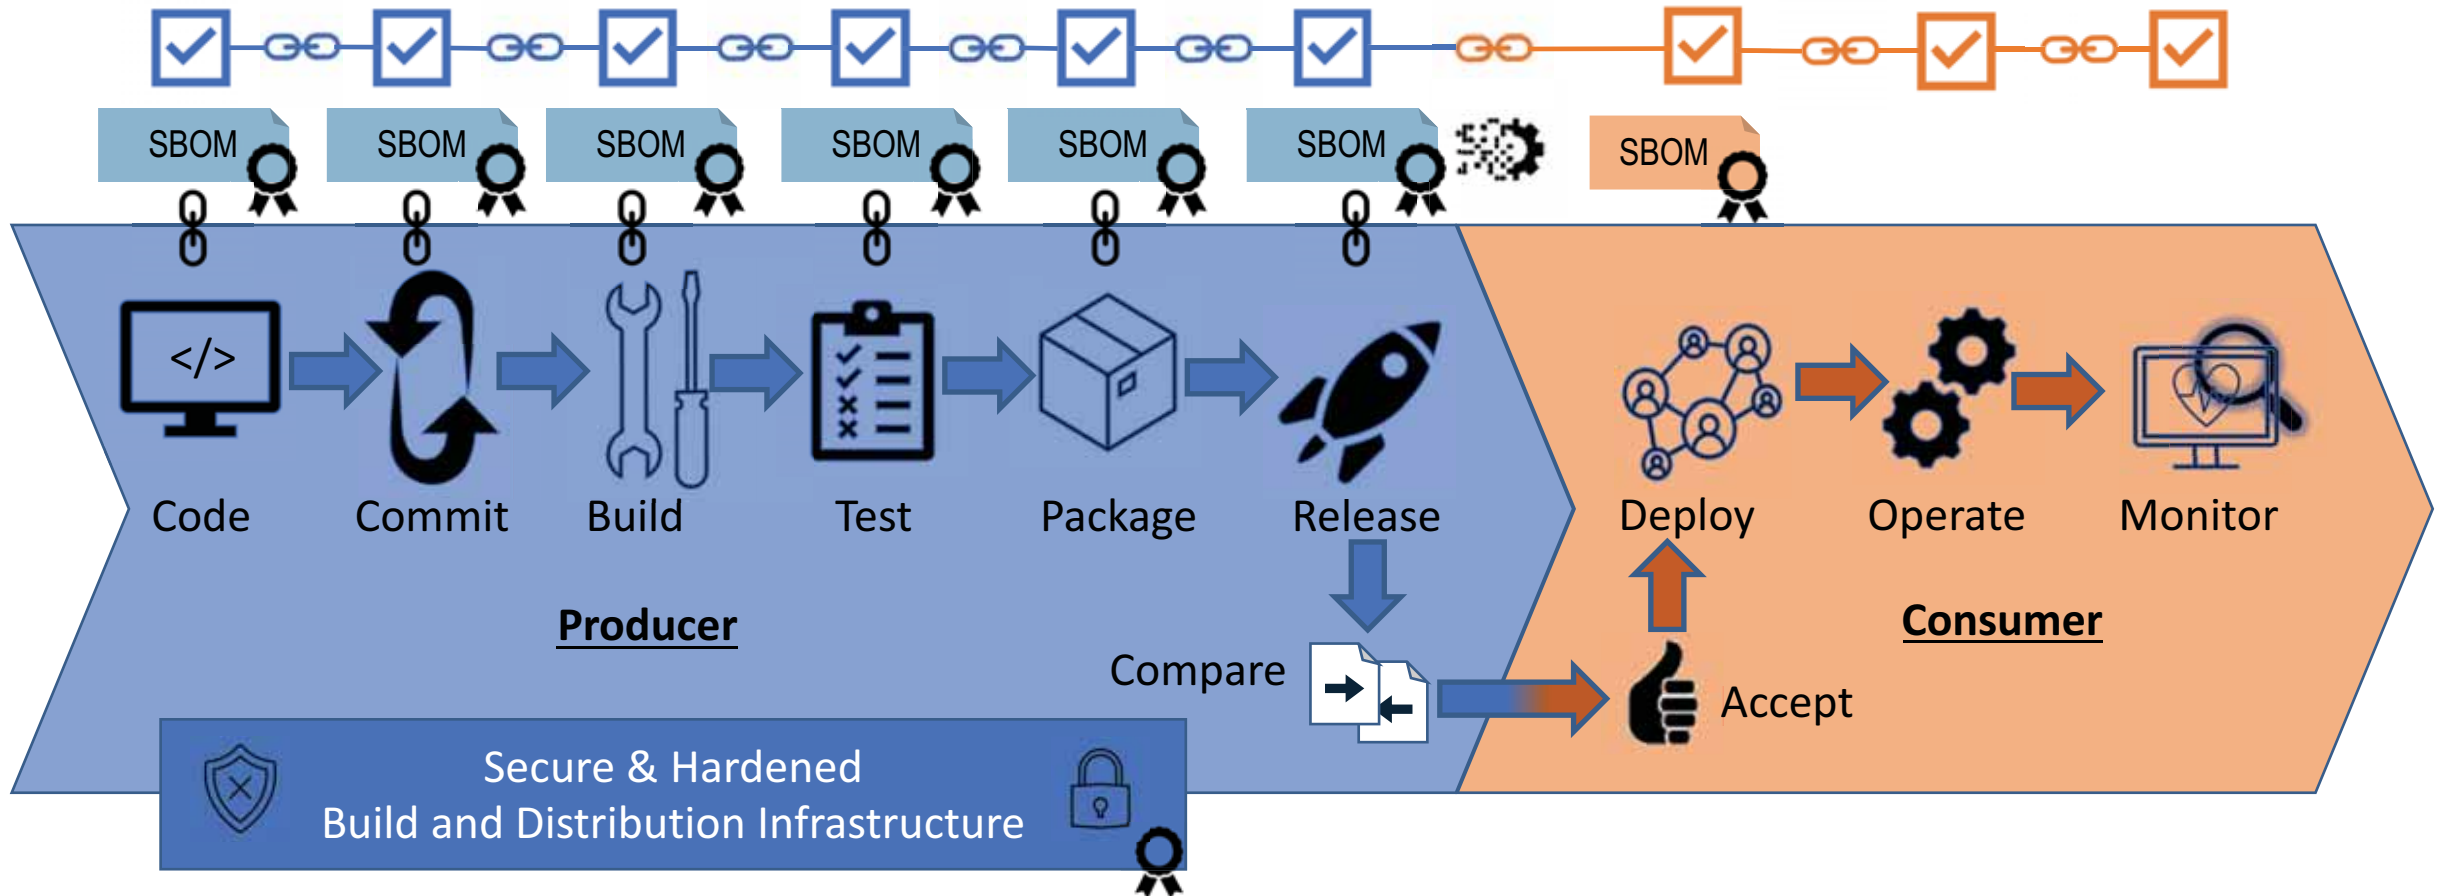 SBOM
SBOM
SBOM
SBOM
SBOM
SBOM
SBOM
</>
Code
Commit
Build
Test
Package
Release
Deploy
Operate
Monitor
Producer
Consumer
Compare
Accept
Secure & Hardened
Build and Distribution Infrastructure